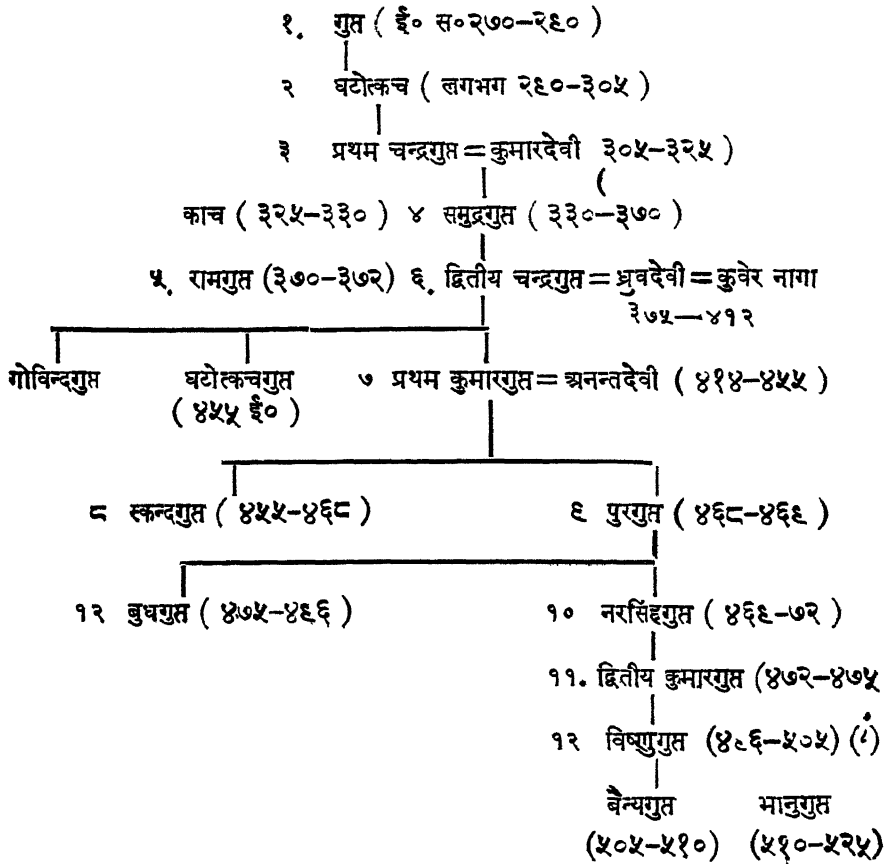 १. गुप्त ( ई० स०२७०–२९० )
२ घटोत्कच ( लगभग २९०-३०५ )
३ प्रथम चन्द्रगुप्त = कुमारदेवी ३०५–३२५ )
(
काच ( ३२५–३३० ) ४ समुद्रगुप्त ( ३३०–३७० )
५. रामगुप्त (३७०-३७२) ६. द्वितीय चन्द्रगुप्त = ध्रुवदेवी = कुवेर नागा
३७५—४१२
गोविन्दगुप्त घटोत्कचगुप्त ७ प्रथम कुमारगुप्त = अनन्तदेवी ( ४१४-४५५ )
( ४५५ ई० )
८ स्कन्दगुप्त ( ४५५-४६८ ) ९ पुरगुप्त ( ४६८–४६९ )
१२ बुधगुप्त ( ४७५-४९६ ) १० नरसिंहगुप्त ( ४६९-७२ )
११. द्वितीय कुमारगुप्त (४७२–४७५
१२ विष्णुगुप्त (४९६–५०५)
बैन्यगुप्त भानुगुप्त
(५०५-५१०) (५१०-५२५)